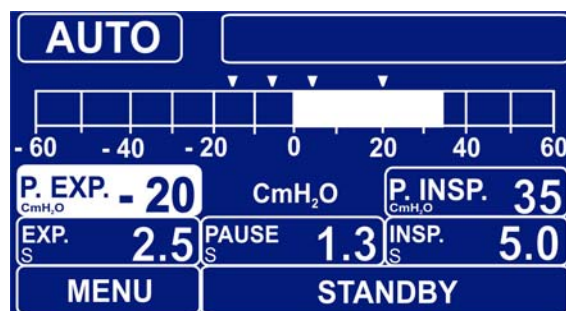 AUTO
- 60 - 40 - 20 0 20 40 60
P. EXP. CmH₂O - 20 CmH₂O P. INSP. CmH₂O 35
EXP. S 2.5 PAUSE S 1.3 INSP. S 5.0
MENU STANDBY